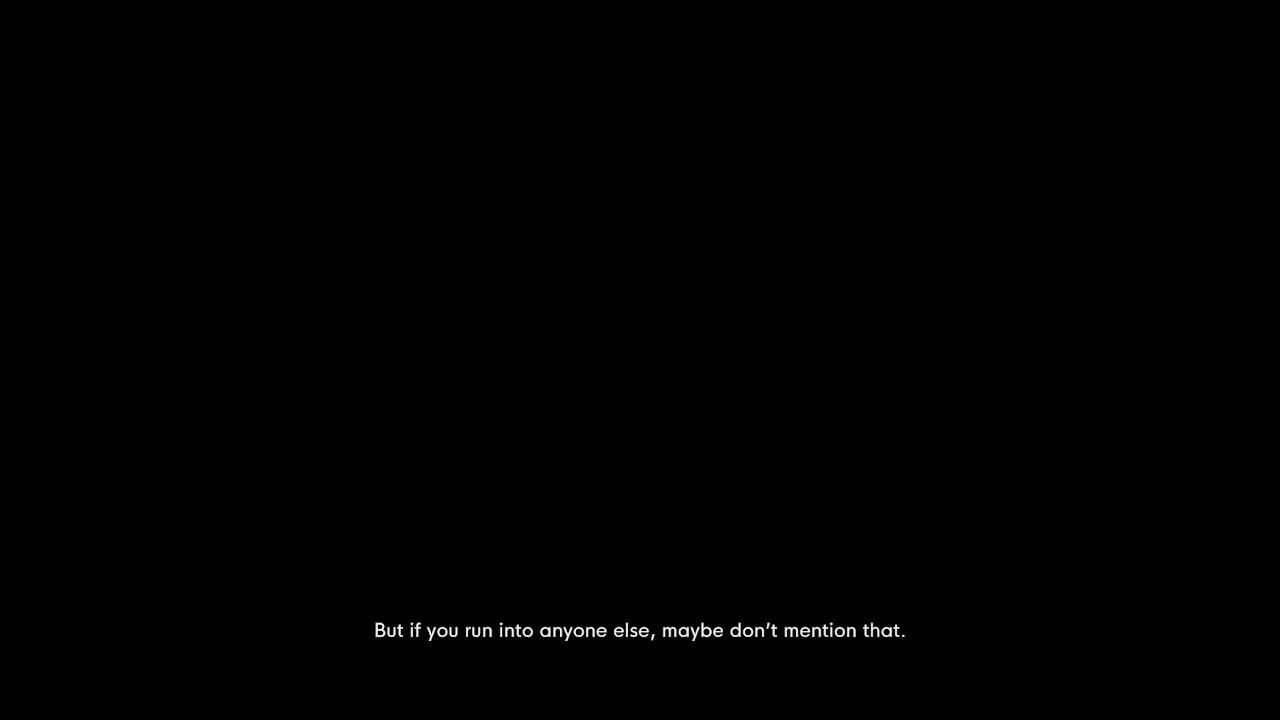 But if you run into anyone else, maybe don’t mention that.